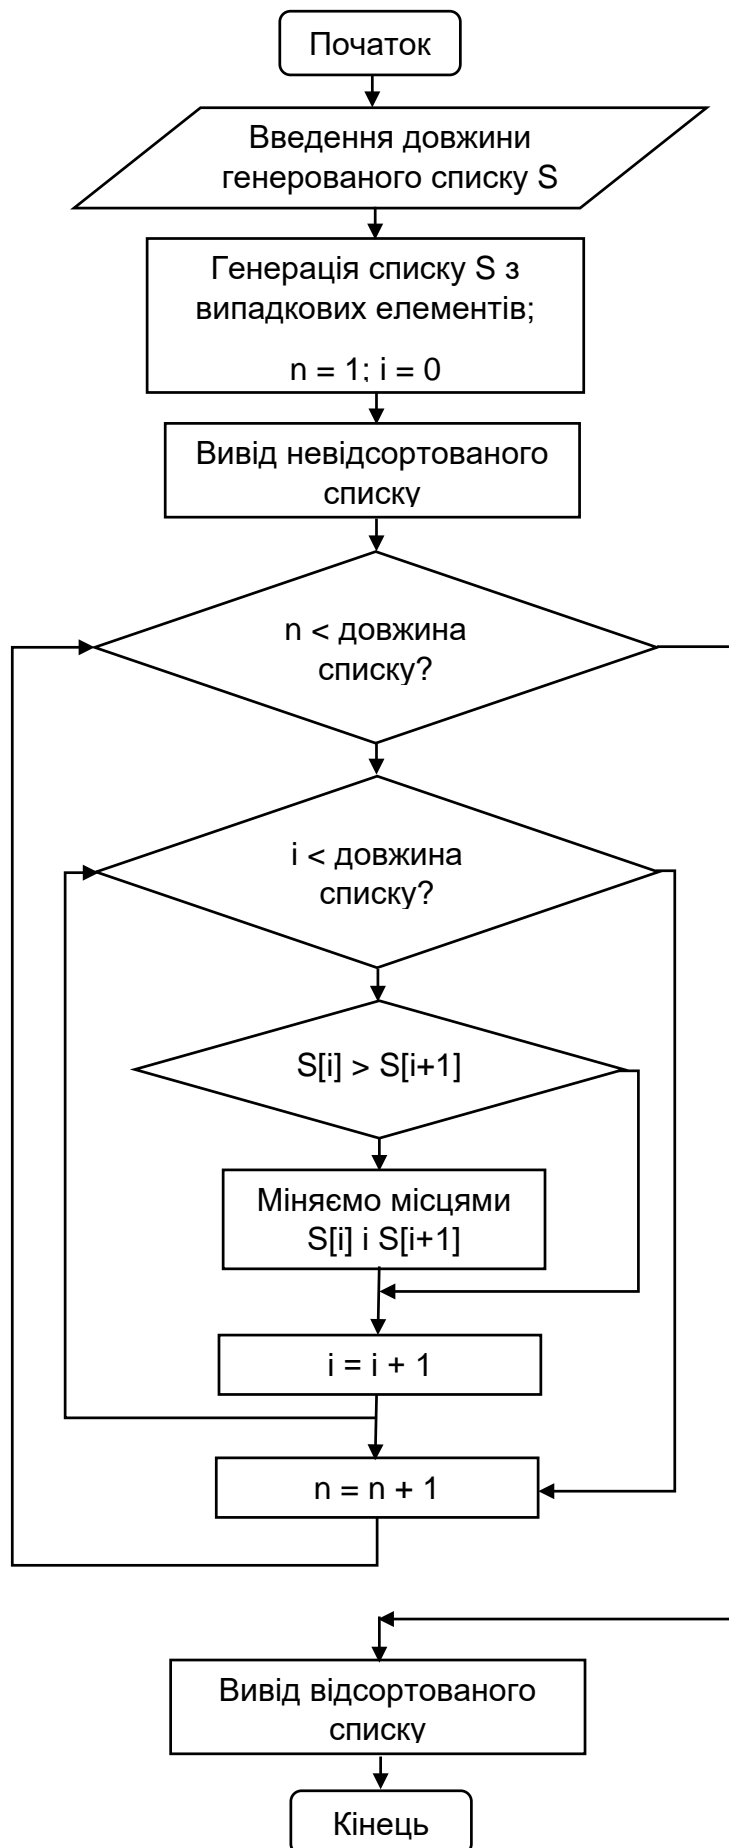 Початок
Введення довжини
генерованого списку S
Генерація списку S з
випадкових елементів;
n = 1; i = 0
Вивід невідсортованого
списку
n < довжина
списку?
i < довжина
списку?
S[i] > S[i+1]
Міняємо місцями
S[i] і S[i+1]
i = i + 1
n = n + 1
Вивід відсортованого
списку
Кінець